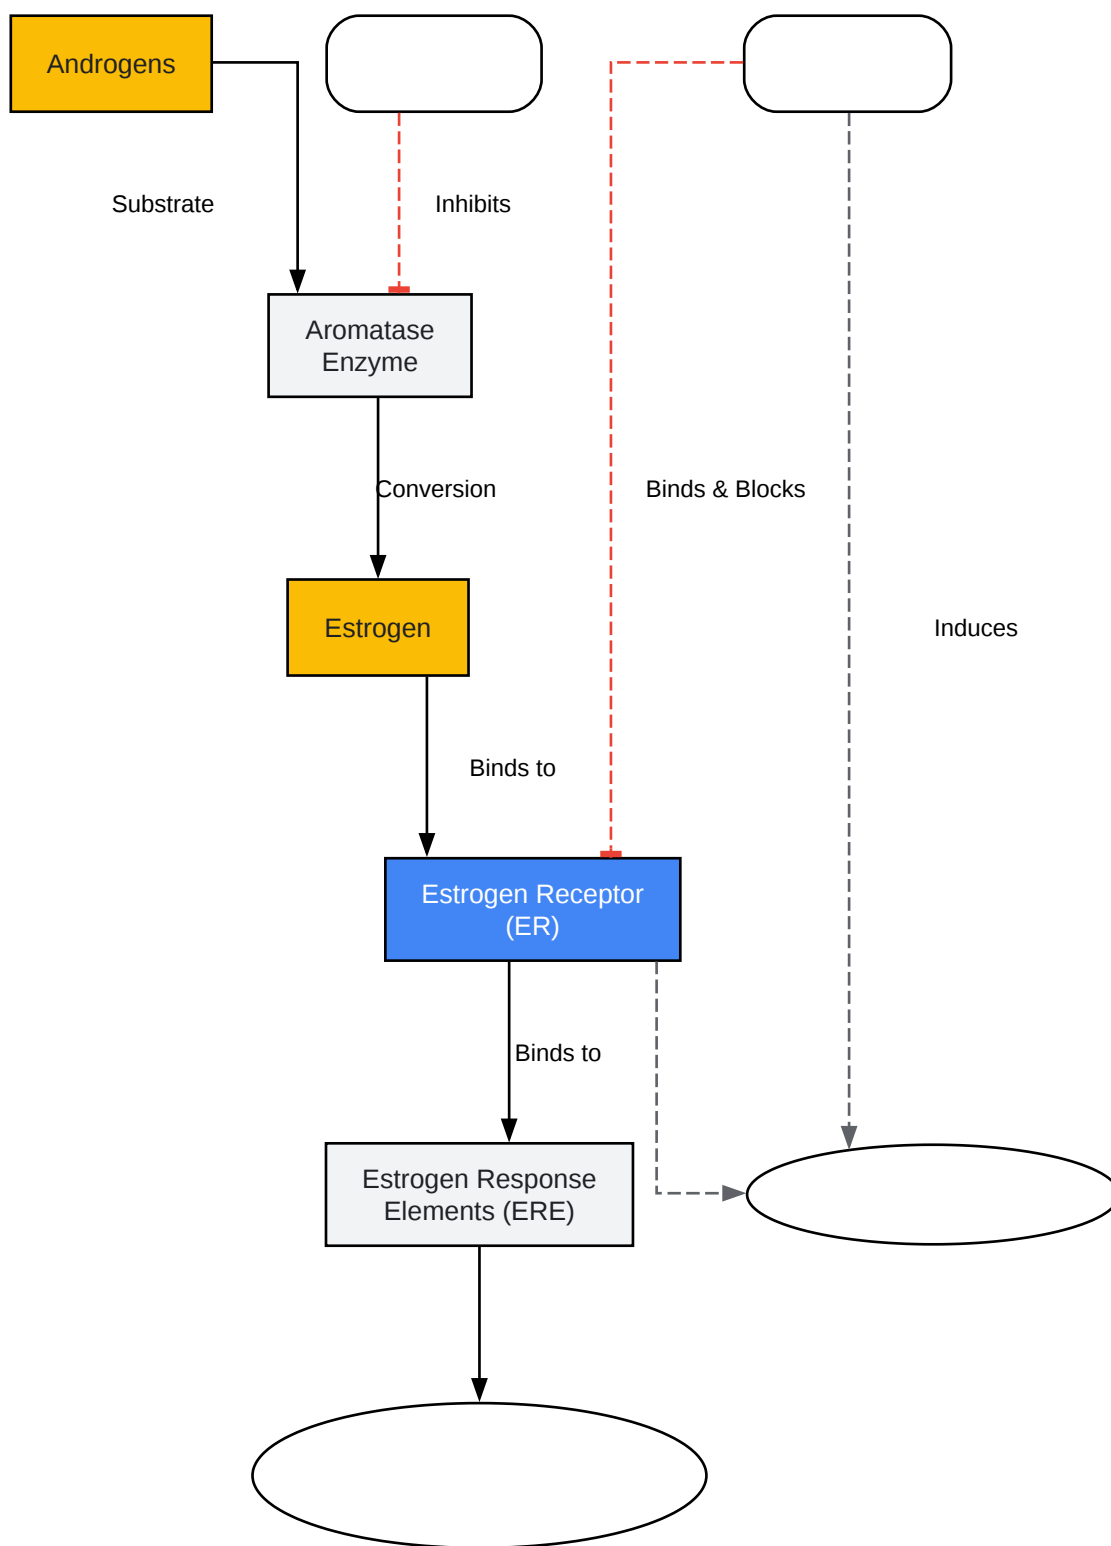 Androgens
Substrate
Inhibits
Aromatase
Enzyme
Conversion
Binds & Blocks
Estrogen
Induces
Binds to
Estrogen Receptor
(ER)
Binds to
Estrogen Response
Elements (ERE)